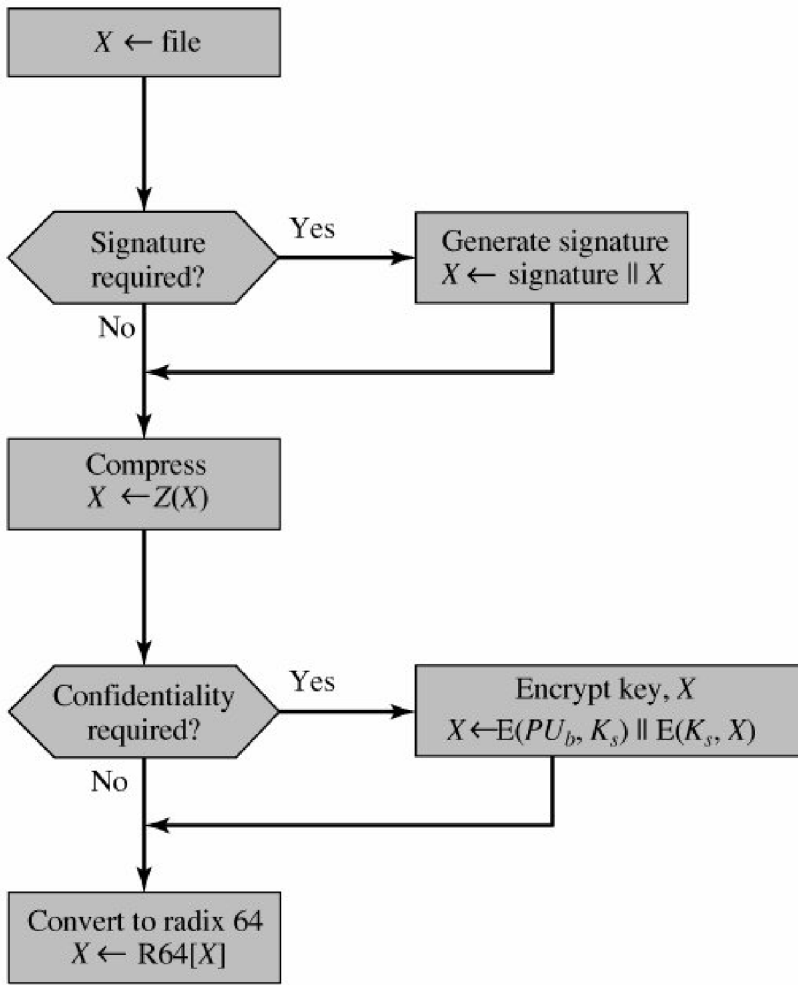 X ← file
Signature
required?
Yes
Generate signature
X ← signature || X
No
Compress
X ← Z(X)
Confidentiality
required?
Yes
Encrypt key, X
X ← E(PU_b, K_s) || E(K_s, X)
No
Convert to radix 64
X ← R64[X]